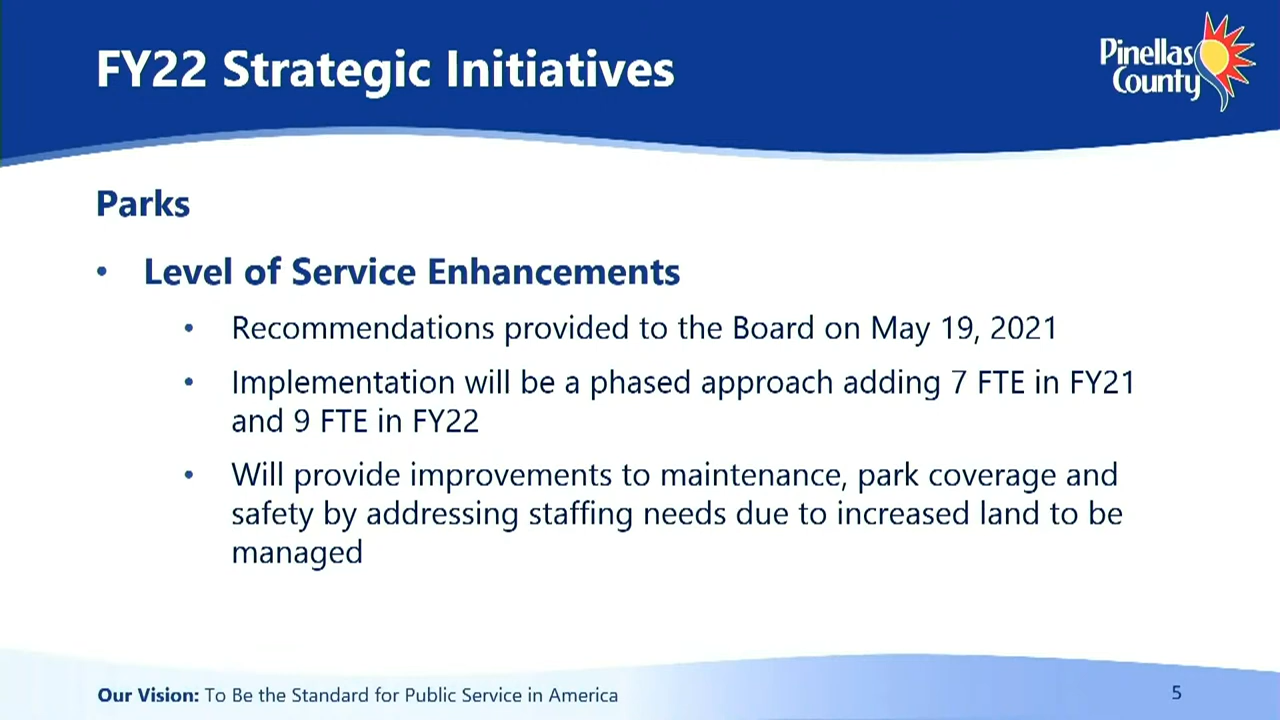 FY22 Strategic Initiatives
Pinellas
County
Parks
• Level of Service Enhancements
• Recommendations provided to the Board on May 19, 2021
• Implementation will be a phased approach adding 7 FTE in FY21
and 9 FTE in FY22
• Will provide improvements to maintenance, park coverage and
safety by addressing staffing needs due to increased land to be
managed
Our Vision: To Be the Standard for Public Service in America
5